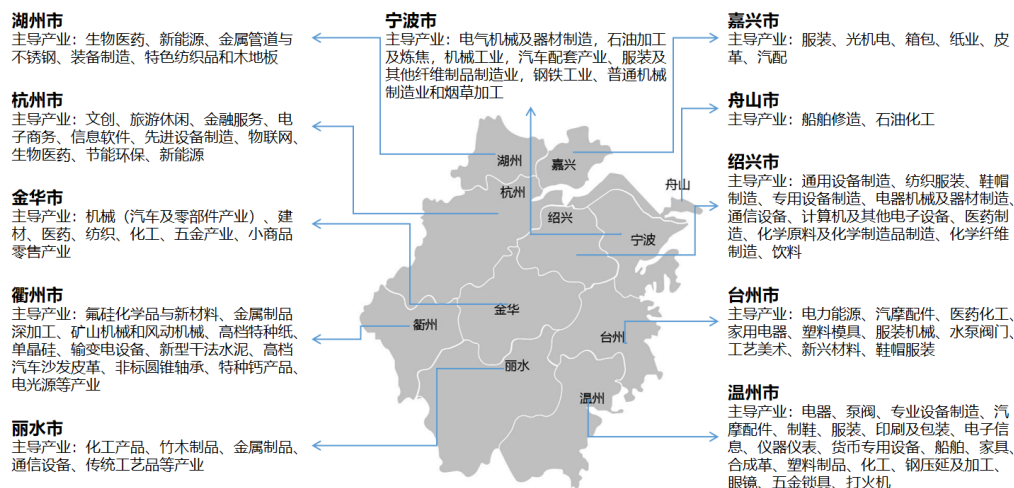 湖州市
主导产业：生物医药、新能源、金属管道与
不锈钢、装备制造、特色纺织品和木地板
杭州市
主导产业：文创、旅游休闲、金融服务、电
子商务、信息软件、先进设备制造、物联网、
生物医药、节能环保、新能源
金华市
主导产业：机械（汽车及零部件产业）、建
材、医药、纺织、化工、五金产业、小商品
零售产业
衢州市
主导产业：氟硅化学品与新材料、金属制品
深加工、矿山机械和风动机械、高档特种纸、
单晶硅、输变电设备、新型干法水泥、高档
汽车沙发皮革、非标圆锥轴承、特种钙产品、
电光源等产业
丽水市
主导产业：化工产品、竹木制品、金属制品、
通信设备、传统工艺品等产业
宁波市
主导产业：电气机械及器材制造，石油加工
及炼焦，机械工业，汽车配套产业、服装及
其他纤维制品制造业，钢铁工业、普通机械
制造业和烟草加工
湖州
嘉兴
杭州
舟山
绍兴
宁波
金华
衢州
台州
丽水
温州
嘉兴市
主导产业：服装、光机电、箱包、纸业、皮
革、汽配
舟山市
主导产业：船舶修造、石油化工
绍兴市
主导产业：通用设备制造、纺织服装、鞋帽
制造、专用设备制造、电器机械及器材制造、
通信设备、计算机及其他电子设备、医药制
造、化学原料及化学制造品制造、化学纤维
制造、饮料
台州市
主导产业：电力能源、汽摩配件、医药化工、
家用电器、塑料模具、服装机械、水泵阀门、
工艺美术、新兴材料、鞋帽服装
温州市
主导产业：电器、泵阀、专业设备制造、汽
摩配件、制鞋、服装、印刷及包装、电子信
息、仪器仪表、货币专用设备、船舶、家具、
合成革、塑料制品、化工、钢压延及加工、
眼镜、五金锁具、打火机